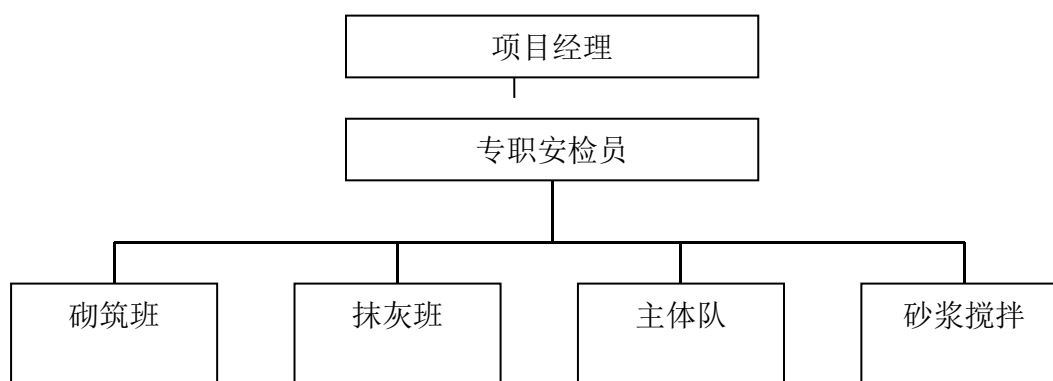 项目经理
专职安检员
砌筑班
抹灰班
主体队
砂浆搅拌